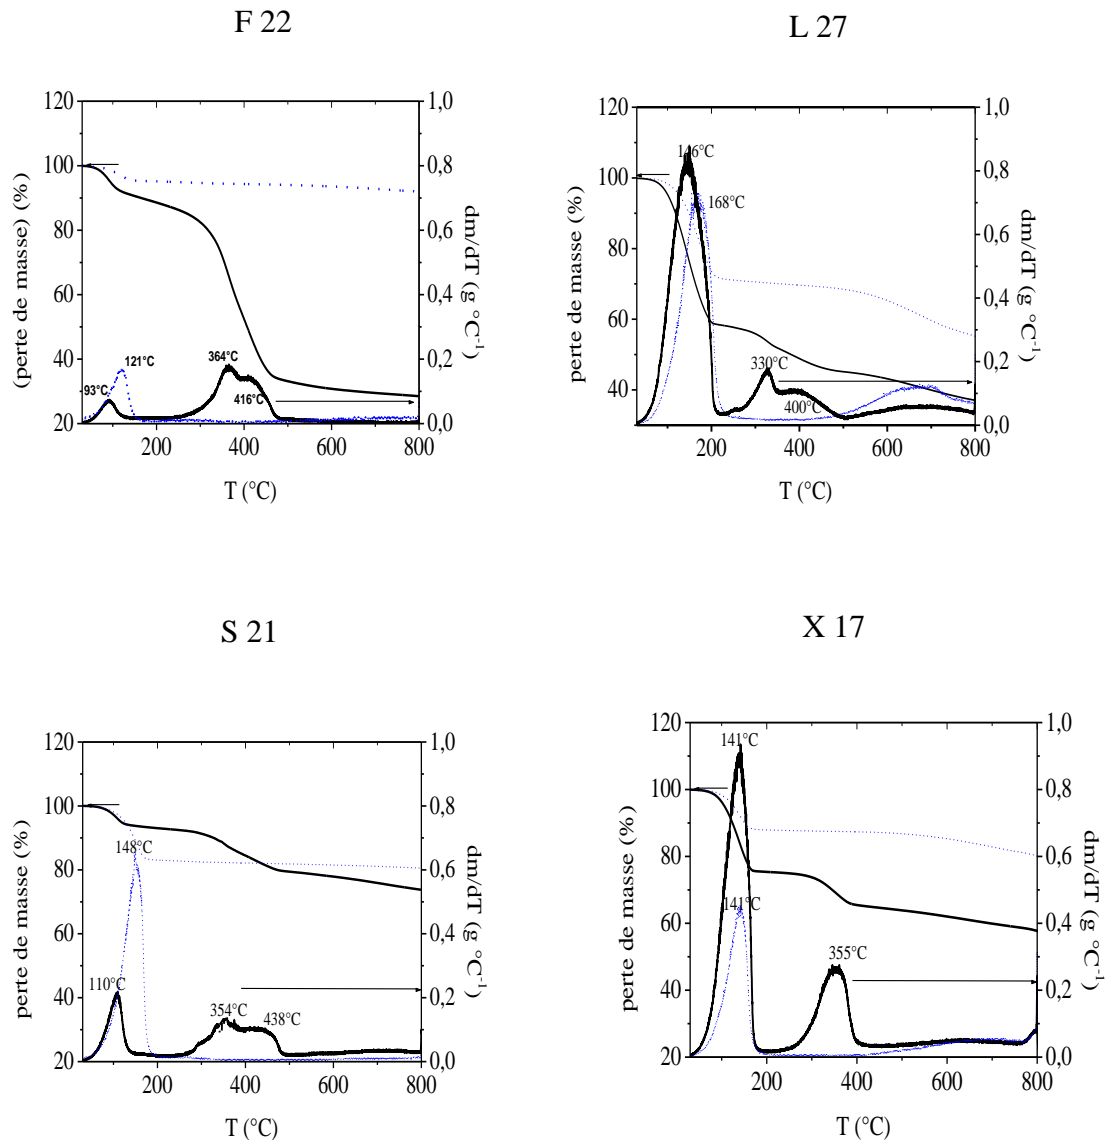 F 22
120
100
80
60
40
20
(perte de masse) (%)
1,0
0,8
0,6
0,4
0,2
0,0
dm/dT (g °C-1)
93°C
121°C
364°C
416°C
200
400
600
800
T (°C)
L 27
120
100
80
60
40
perte de masse (%)
1,0
0,8
0,6
0,4
0,2
0,0
dm/dT (g °C-1)
146°C
168°C
330°C
400°C
200
400
600
800
T (°C)
S 21
120
100
80
60
40
20
perte de masse (%)
1,0
0,8
0,6
0,4
0,2
0,0
dm/dT (g °C-1)
148°C
110°C
354°C
438°C
200
400
600
800
T (°C)
X 17
120
100
80
60
40
20
perte de masse (%)
1,0
0,8
0,6
0,4
0,2
0,0
dm/dT (g °C-1)
141°C
141°C
355°C
200
400
600
800
T (°C)